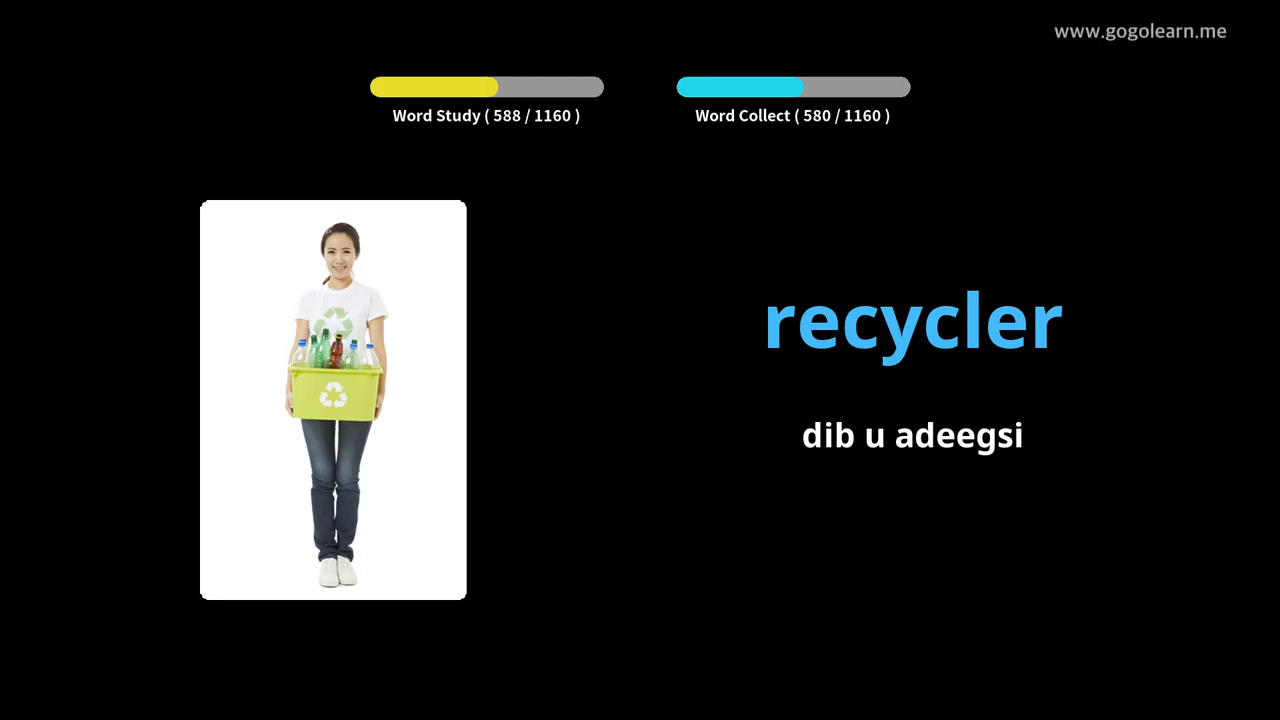 www.gogolearn.me
Word Study ( 588 / 1160 )
Word Collect ( 580 / 1160 )
recycler
dib u adeegsi